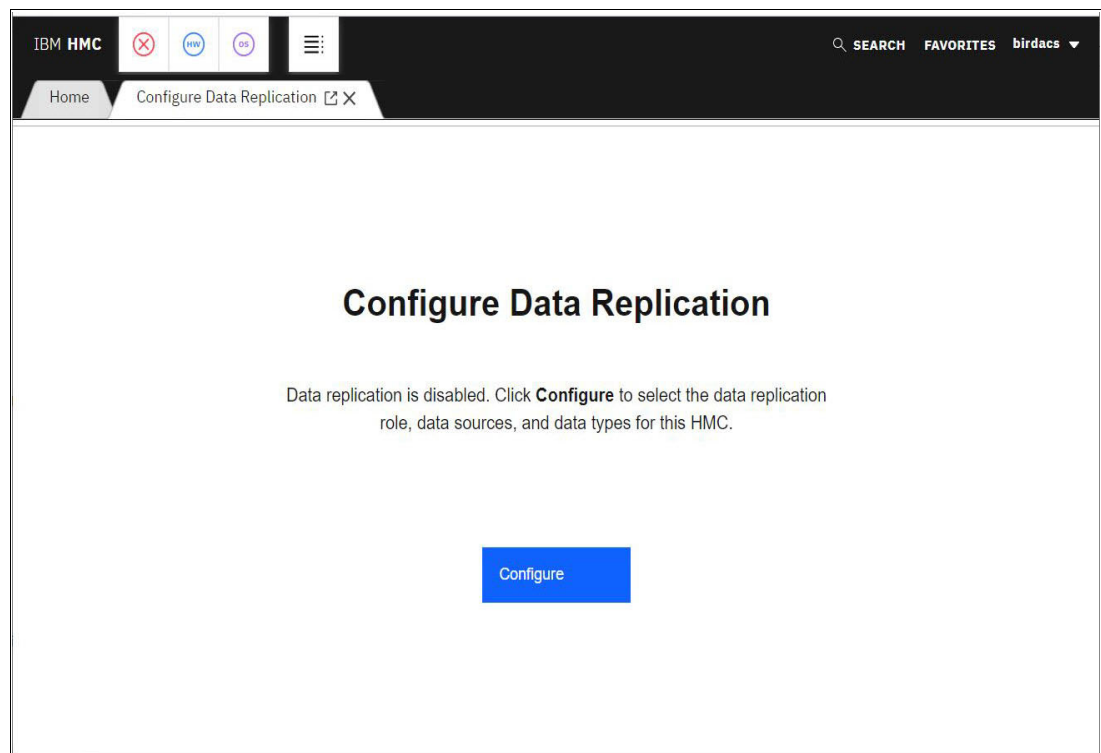 IBM HMC
HW
OS
SEARCH FAVORITES birdacs
Home Configure Data Replication
Configure Data Replication
Data replication is disabled. Click Configure to select the data replication
role, data sources, and data types for this HMC.
Configure